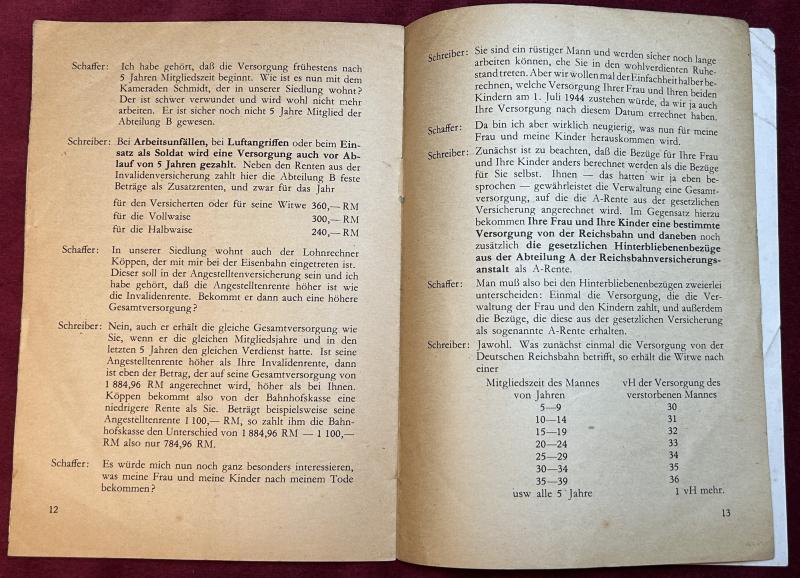 Schaffer: Ich habe gehört, daß die Versorgung frühestens nach
5 Jahren Mitgliedszeit beginnt. Wie ist es nun mit dem
Kameraden Schmidt, der in unserer Siedlung wohnt?
Der ist schwer verwundet und wird wohl nicht mehr
arbeiten. Er ist sicher noch nicht 5 Jahre Mitglied der
Abteilung B gewesen.
Schreiber: Bei Arbeitsunfällen, bei Luftangriffen oder beim Ein-
satz als Soldat wird eine Versorgung auch vor Ab-
lauf von 5 Jahren gezahlt. Neben den Renten aus der
Invalidenversicherung zahlt hier die Abteilung B feste
Beträge als Zusatzrenten, und zwar für das Jahr
für den Versicherten oder für seine Witwe 360,— RM
für die Vollwaise 300,— RM
für die Halbwaise 240,— RM
Schaffer: In unserer Siedlung wohnt auch der Lohnrechner
Köppen, der mit mir bei der Eisenbahn eingetreten ist.
Dieser soll in der Angestelltenversicherung sein und ich
habe gehört, daß die Angestelltenrente höher ist wie
die Invalidenrente. Bekommt er dann auch eine höhere
Gesamtversorgung?
Schreiber: Nein, auch er erhält die gleiche Gesamtversorgung wie
Sie, wenn er die gleichen Mitgliedsjahre und in den
letzten 5 Jahren den gleichen Verdienst hatte. Ist seine
Angestelltenrente höher als Ihre Invalidenrente, dann
ist eben der Betrag, der auf seine Gesamtversorgung von
1 884,96 RM angerechnet wird, höher als bei Ihnen.
Köppen bekommt also von der Bahnhofskasse eine
niedrigere Rente als Sie. Beträgt beispielsweise seine
Angestelltenrente 1 100,— RM, so zahlt ihm die Bahn-
hofskasse den Unterschied von 1 884,96 RM — 1 100,—
RM also nur 784,96 RM.
Schaffer: Es würde mich nun noch ganz besonders interessieren,
was meine Frau und meine Kinder nach meinem Tode
bekommen?
12
Schreiber: Sie sind ein rüstiger Mann und werden sicher noch lange
arbeiten können, ehe Sie in den wohlverdienten Ruhe-
stand treten. Aber wir wollen mal der Einfachheit halber be-
rechnen, welche Versorgung Ihrer Frau und Ihren beiden
Kindern am 1. Juli 1944 zustehen würde, da wir ja auch
Ihre Versorgung nach diesem Datum errechnet haben.
Schaffer: Da bin ich aber wirklich neugierig, was nun für meine
Frau und meine Kinder herauskommen wird.
Schreiber: Zunächst ist zu beachten, daß die Bezüge für Ihre Frau
und Ihre Kinder anders berechnet werden als die Bezüge
für Sie selbst. Ihnen — das hatten wir ja eben be-
sprochen — gewährleistet die Verwaltung eine Gesamt-
versorgung, auf die die A-Rente aus der gesetzlichen
Versicherung angerechnet wird. Im Gegensatz hierzu
bekommen Ihre Frau und Ihre Kinder eine bestimmte
Versorgung von der Reichsbahn und daneben noch
zusätzlich die gesetzlichen Hinterbliebenenbezüge
aus der Abteilung A der Reichsbahnversicherungs-
anstalt als A-Rente.
Schaffer: Man muß also bei den Hinterbliebenenbezügen zweierlei
unterscheiden: Einmal die Versorgung, die die Ver-
waltung der Frau und den Kindern zahlt, und außerdem
die Bezüge, die diese aus der gesetzlichen Versicherung
als sogenannte A-Rente erhalten.
Schreiber: Jawohl. Was zunächst einmal die Versorgung von der
Deutschen Reichsbahn betrifft, so erhält die Witwe nach
einer
Mitgliedszeit des Mannes vH der Versorgung des
von Jahren verstorbenen Mannes
5—9 30
10—14 31
15—19 32
20—24 33
25—29 34
30—34 35
35—39 36
usw alle 5 Jahre 1 vH mehr.
13